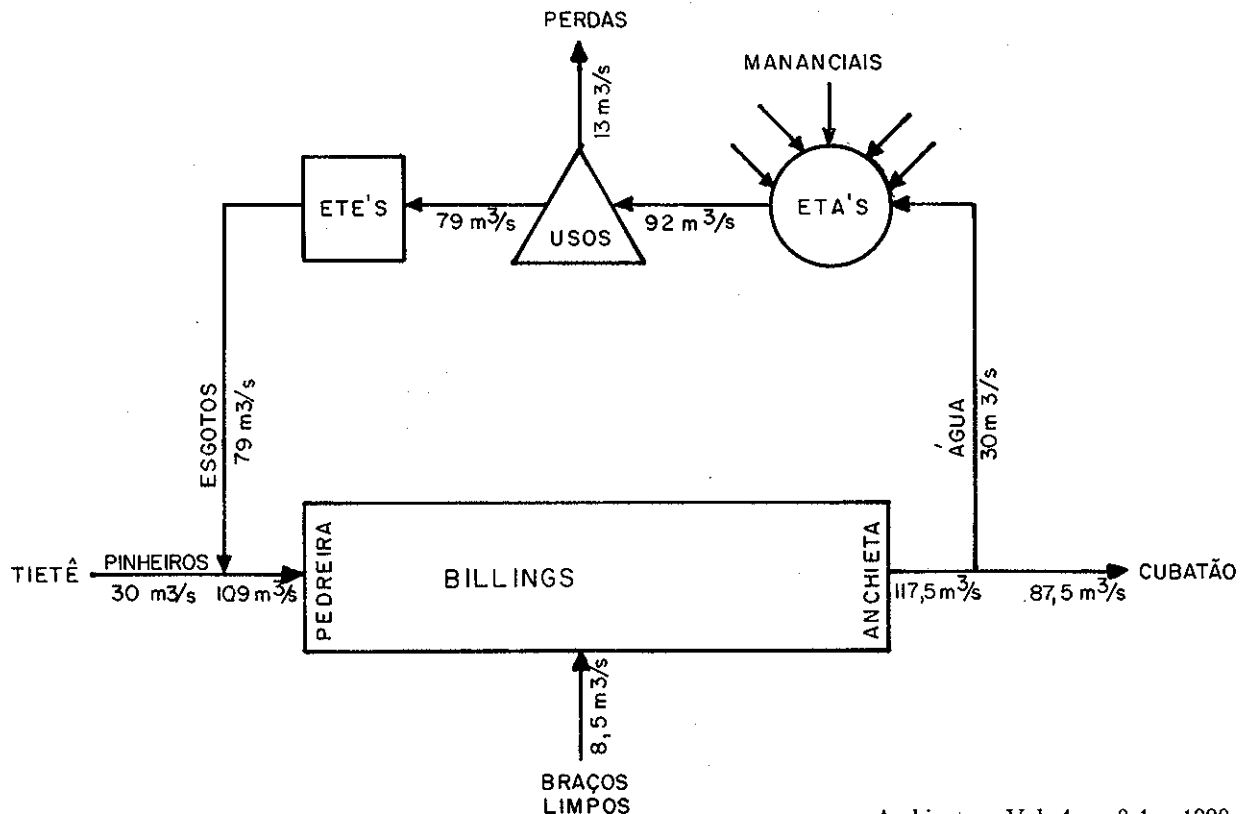 PERDAS
13 m3/s
MANANCIAIS
ETE'S
79 m³/s
USOS
92 m³/s
ETA'S
ESGOTOS
79 m3/s
ÁGUA
30 m3/s
TIETÊ
PINHEIROS
30 m3/s 109 m³/s
PEDREIRA
BILLINGS
ANCHIETA
117,5 m³/s
87,5 m³/s
CUBATÃO
8,5 m3/s
BRAÇOS
LIMPOS